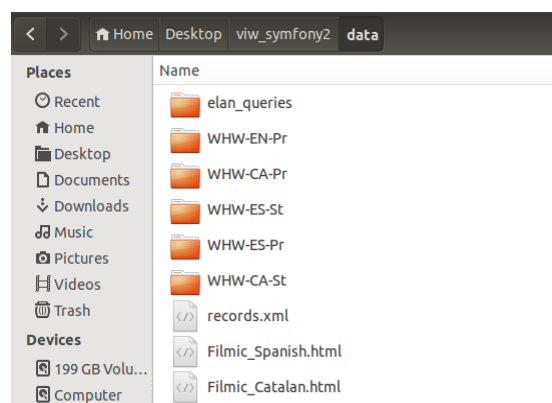 Home Desktop viw_symfony2 data
Places
Recent
Home
Desktop
Documents
Downloads
Music
Pictures
Videos
Trash
Devices
199 GB Volu...
Computer
Name
elan_queries
WHW-EN-Pr
WHW-CA-Pr
WHW-ES-St
WHW-ES-Pr
WHW-CA-St
records.xml
Filmic_Spanish.html
Filmic_Catalan.html